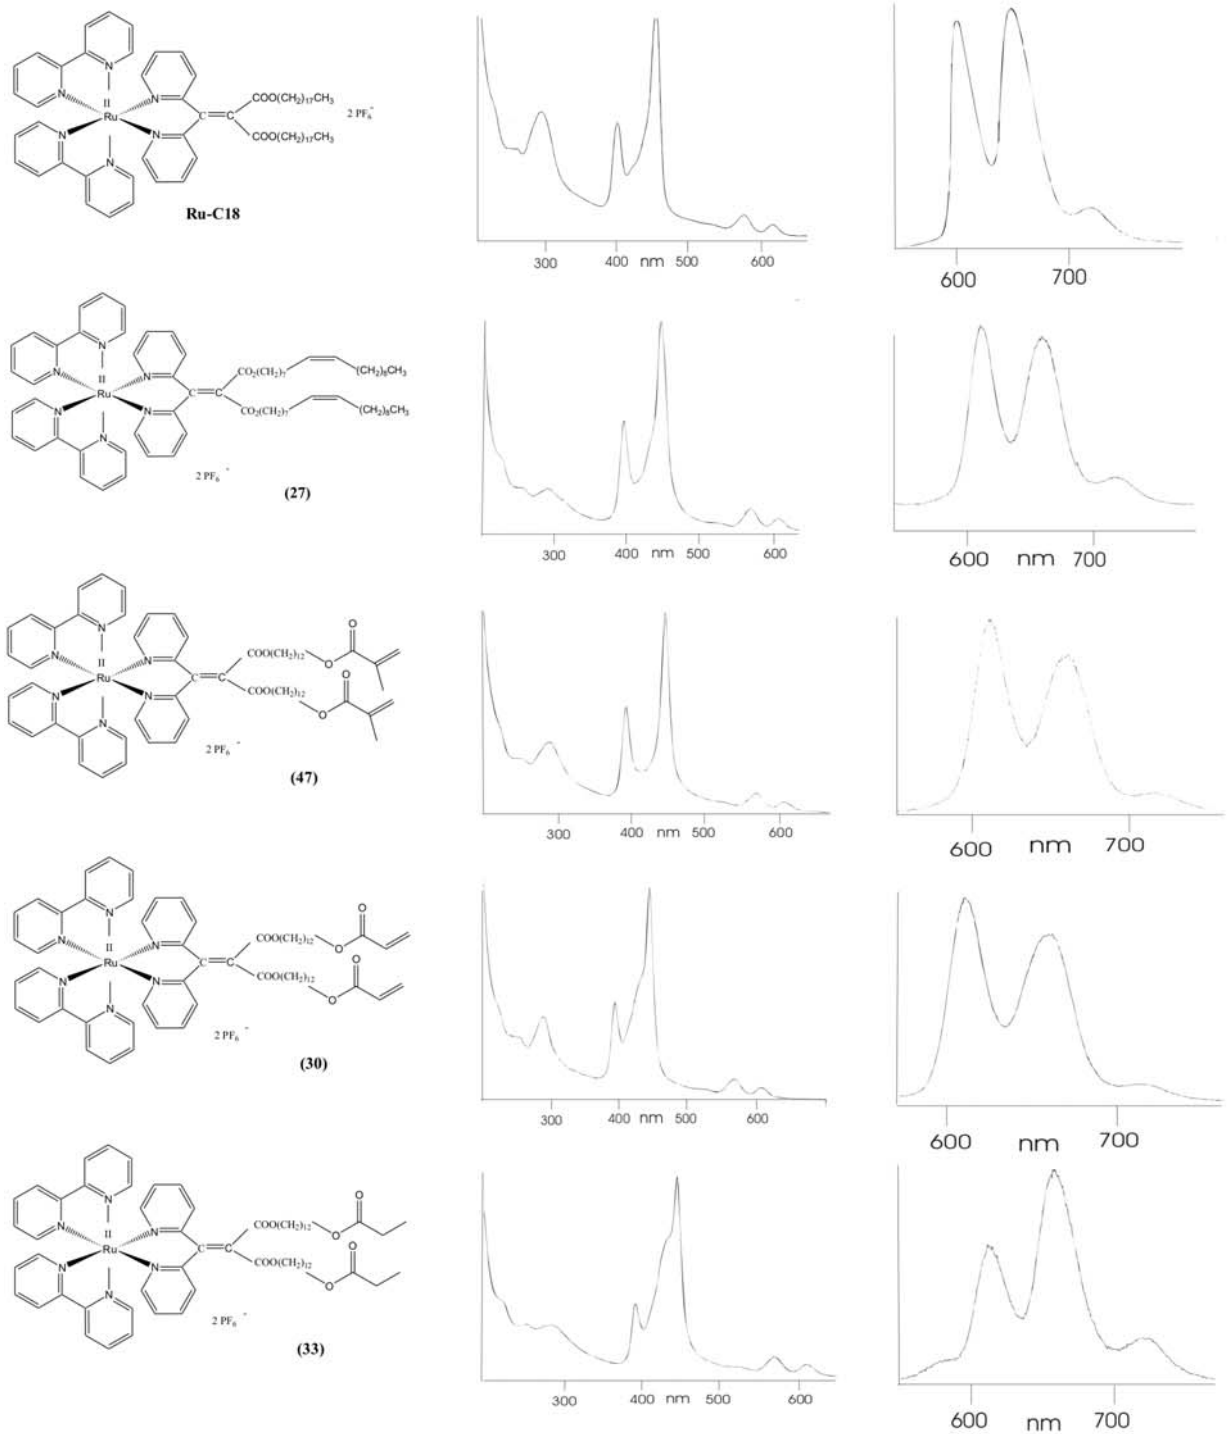 N
N
II
Ru
N
N
N
N
C=C
COO(CH₂)₁₇CH₃
COO(CH₂)₁₇CH₃
2 PF₆⁻
Ru-C18
300 400 nm 500 600
600 700
N
N
II
Ru
N
N
N
N
C=C
CO₂(CH₂)₇
(CH₂)₈CH₃
CO₂(CH₂)₇
(CH₂)₈CH₃
2 PF₆⁻
(27)
300 400 nm 500 600
600 nm 700
N
N
II
Ru
N
N
N
N
C=C
COO(CH₂)₁₂
O
O
COO(CH₂)₁₂
O
O
2 PF₆⁻
(47)
300 400 nm 500 600
600 nm 700
N
N
II
Ru
N
N
N
N
C=C
COO(CH₂)₁₂
O
O
COO(CH₂)₁₂
O
O
2 PF₆⁻
(30)
300 400 nm 500 600
600 nm 700
N
N
II
Ru
N
N
N
N
C=C
COO(CH₂)₁₂
O
O
COO(CH₂)₁₂
O
O
2 PF₆⁻
(33)
300 400 nm 500 600
600 nm 700